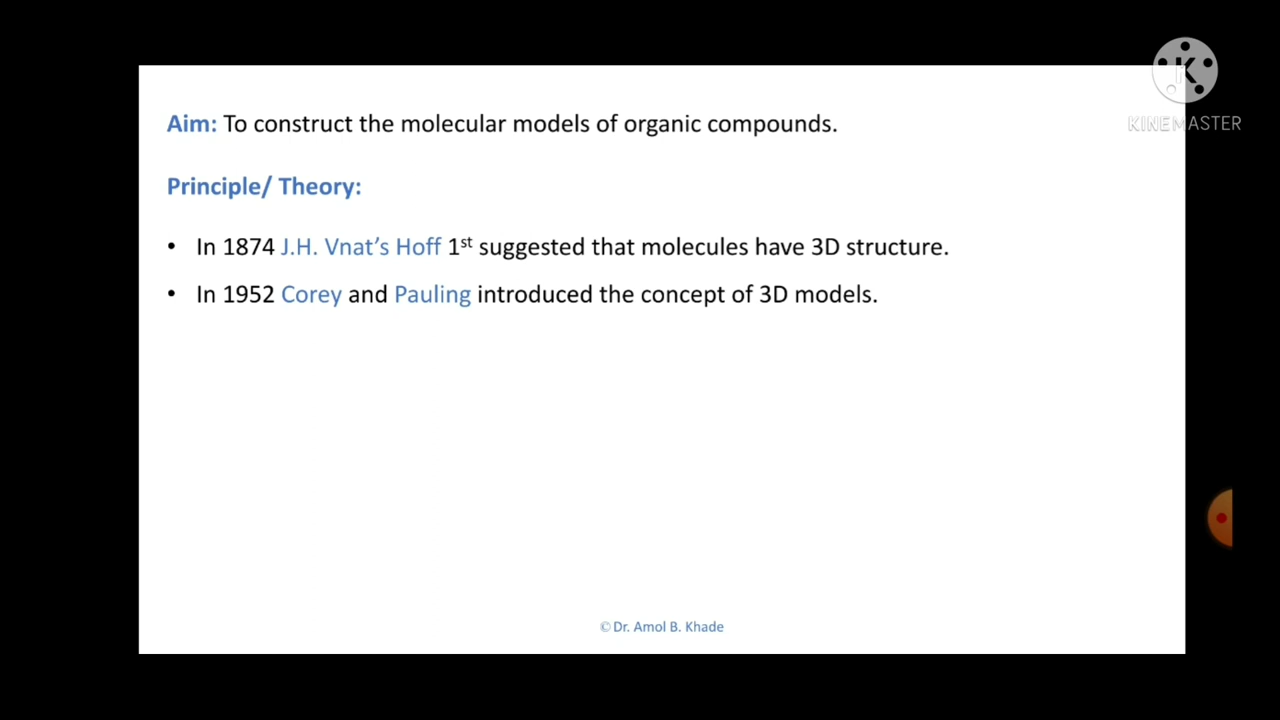 KINEMASTER
Aim: To construct the molecular models of organic compounds.
Principle/ Theory:
• In 1874 J.H. Vnat’s Hoff 1st suggested that molecules have 3D structure.
• In 1952 Corey and Pauling introduced the concept of 3D models.
© Dr. Amol B. Khade